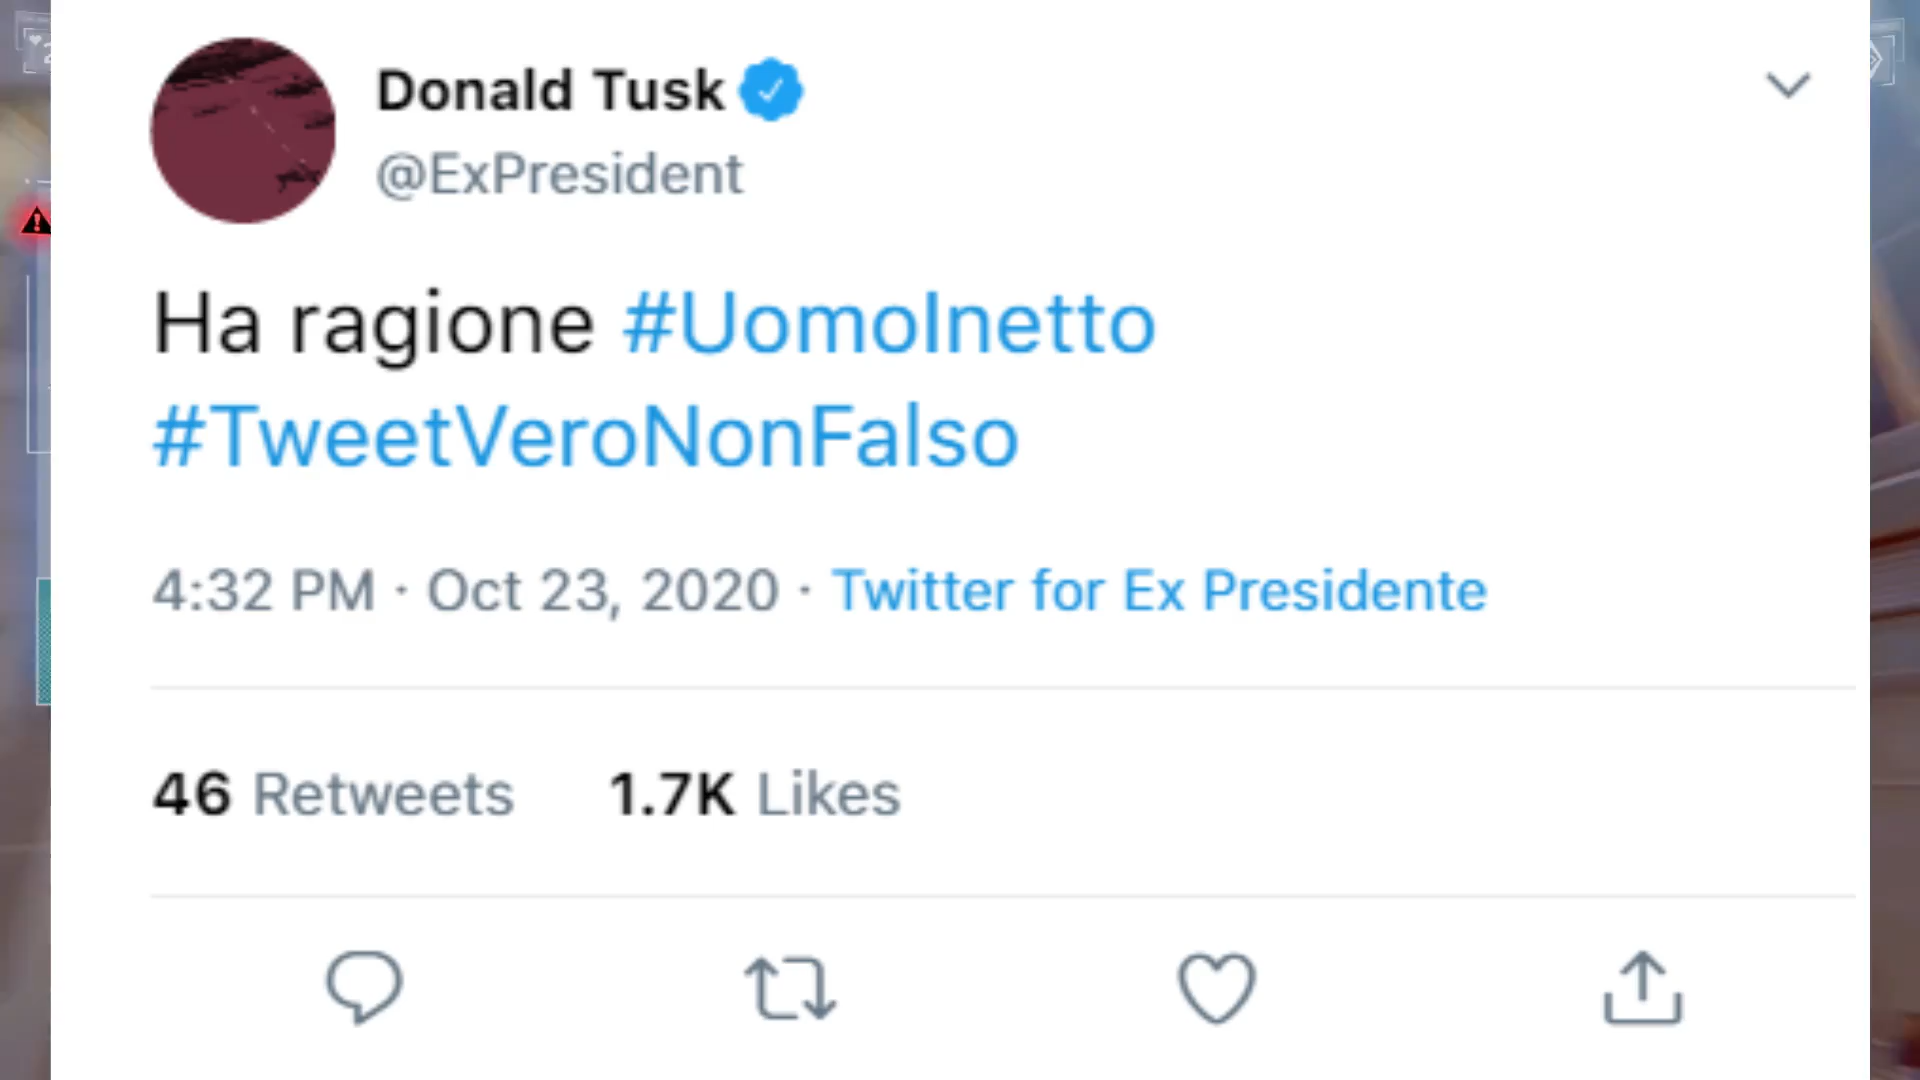 Donald Tusk
@ExPresident
Ha ragione #UomoInetto
#TweetVeroNonFalso
4:32 PM · Oct 23, 2020 · Twitter for Ex Presidente
46 Retweets 1.7K Likes